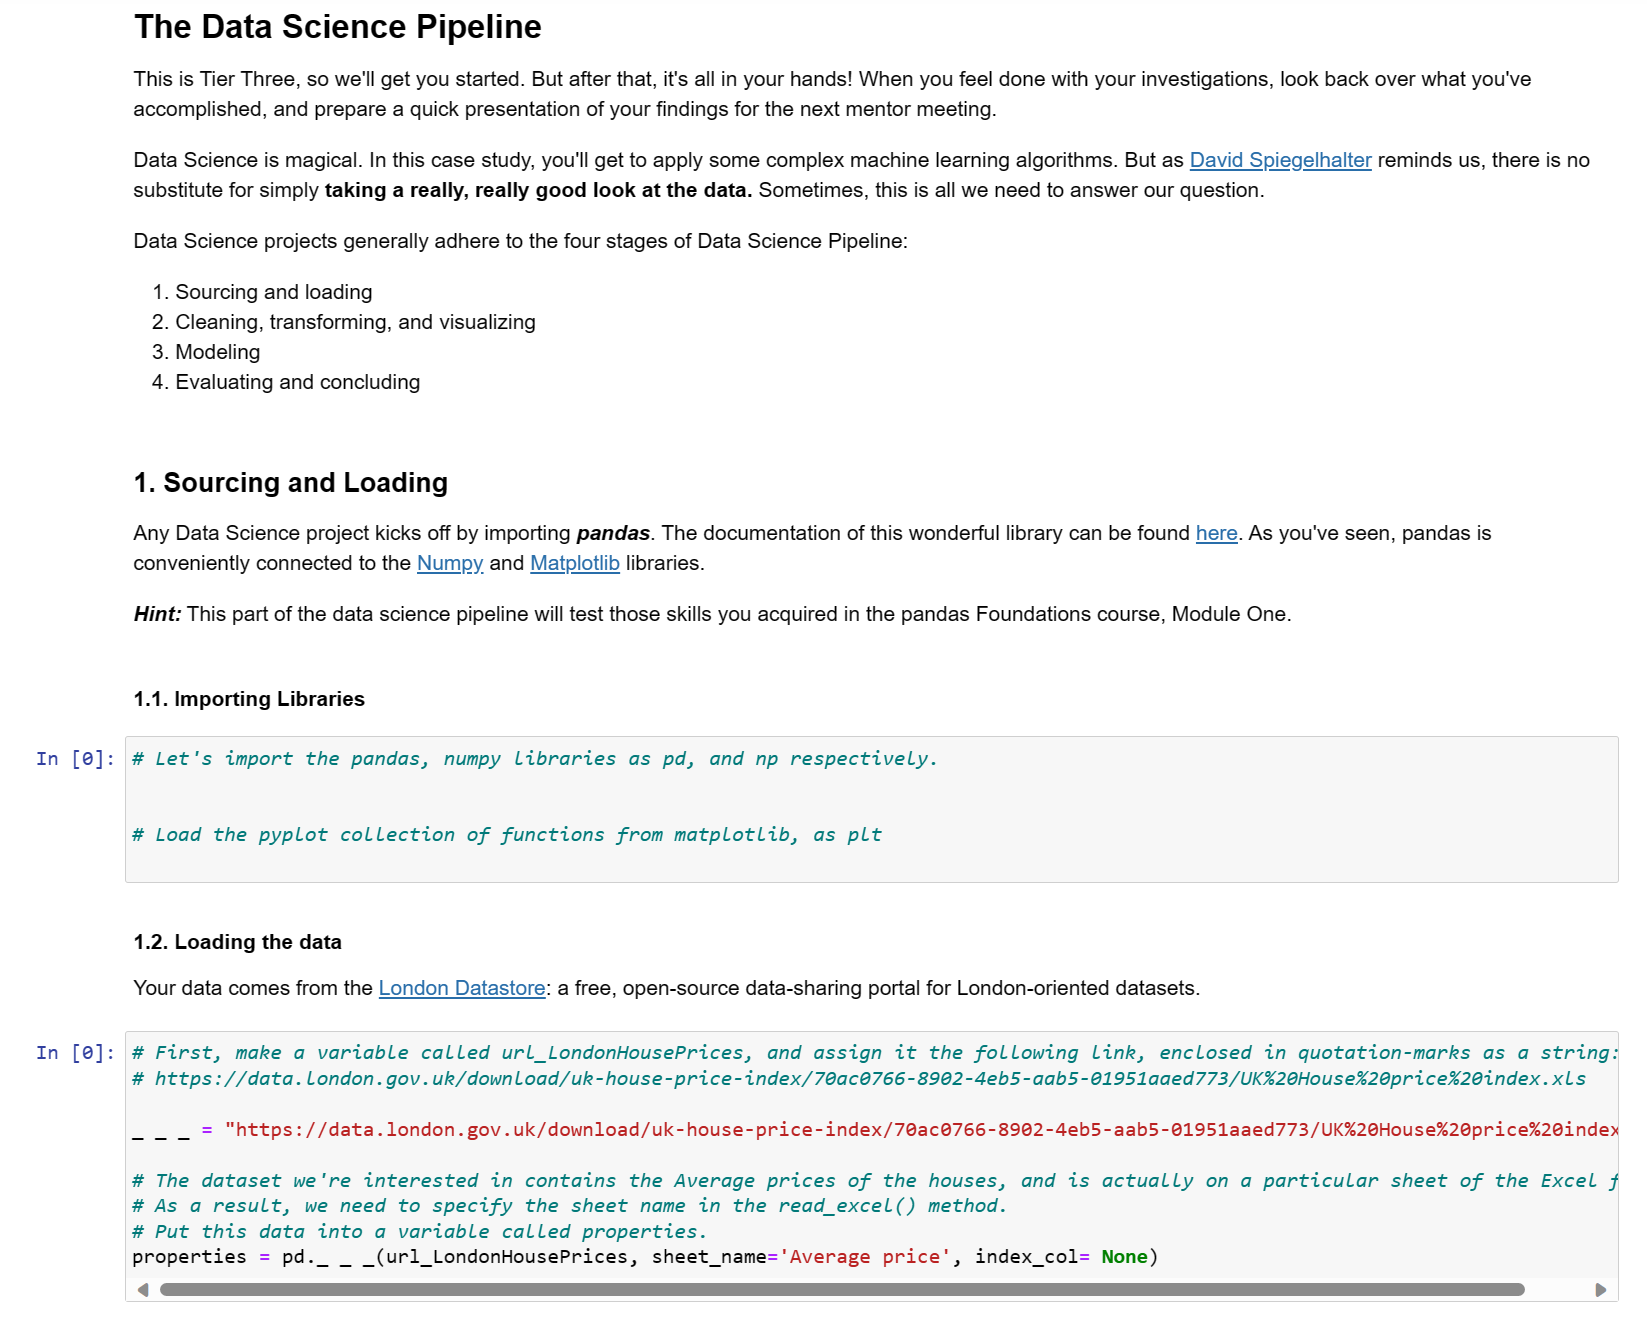 The Data Science Pipeline
This is Tier Three, so we'll get you started. But after that, it's all in your hands! When you feel done with your investigations, look back over what you've
accomplished, and prepare a quick presentation of your findings for the next mentor meeting.
Data Science is magical. In this case study, you'll get to apply some complex machine learning algorithms. But as David Spiegelhalter reminds us, there is no
substitute for simply taking a really, really good look at the data. Sometimes, this is all we need to answer our question.
Data Science projects generally adhere to the four stages of Data Science Pipeline:
1. Sourcing and loading
2. Cleaning, transforming, and visualizing
3. Modeling
4. Evaluating and concluding
1. Sourcing and Loading
Any Data Science project kicks off by importing pandas. The documentation of this wonderful library can be found here. As you've seen, pandas is
conveniently connected to the Numpy and Matplotlib libraries.
Hint: This part of the data science pipeline will test those skills you acquired in the pandas Foundations course, Module One.
1.1. Importing Libraries
In [0]: # Let's import the pandas, numpy libraries as pd, and np respectively.
# Load the pyplot collection of functions from matplotlib, as plt
1.2. Loading the data
Your data comes from the London Datastore: a free, open-source data-sharing portal for London-oriented datasets.
In [0]: # First, make a variable called url_LondonHousePrices, and assign it the following link, enclosed in quotation-marks as a string:
# https://data.london.gov.uk/download/uk-house-price-index/70ac0766-8902-4eb5-aab5-01951aaed773/UK%20House%20price%20index.xls
_ _ _ = "https://data.london.gov.uk/download/uk-house-price-index/70ac0766-8902-4eb5-aab5-01951aaed773/UK%20House%20price%20index
# The dataset we're interested in contains the Average prices of the houses, and is actually on a particular sheet of the Excel f
# As a result, we need to specify the sheet name in the read_excel() method.
# Put this data into a variable called properties.
properties = pd._ _ _(url_LondonHousePrices, sheet_name='Average price', index_col= None)